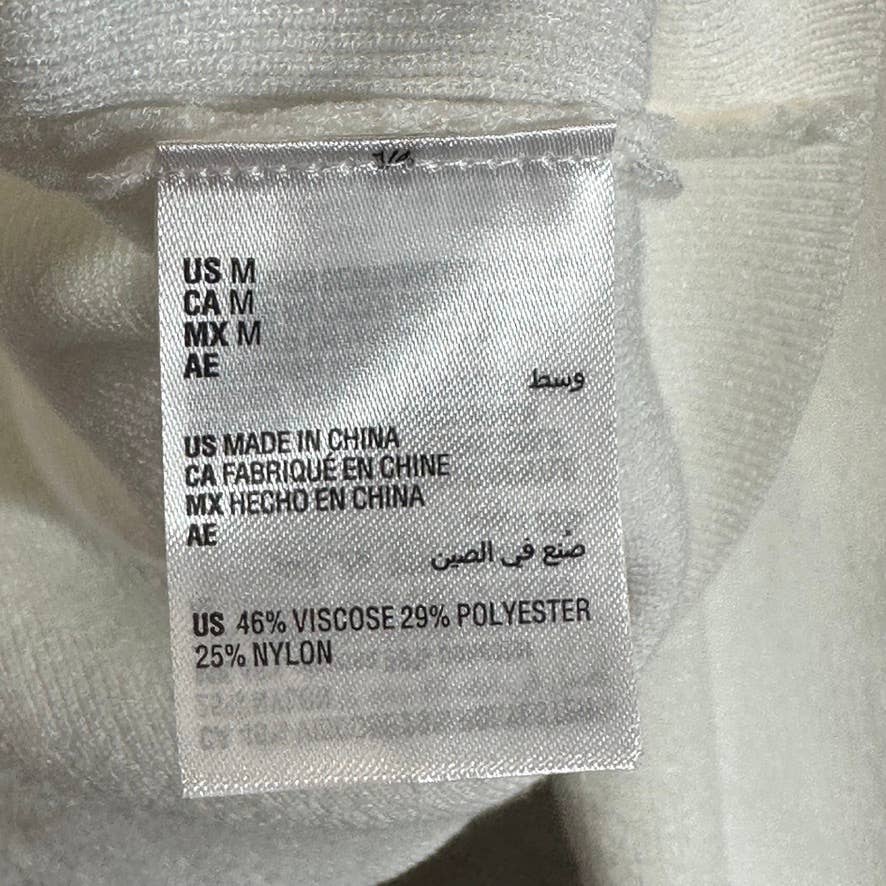 US M
CA M
MX M
AE
وسط
US MADE IN CHINA
CA FABRIQUÉ EN CHINE
MX HECHO EN CHINA
AE
صُنع في الصين
US 46% VISCOSE 29% POLYESTER
25% NYLON